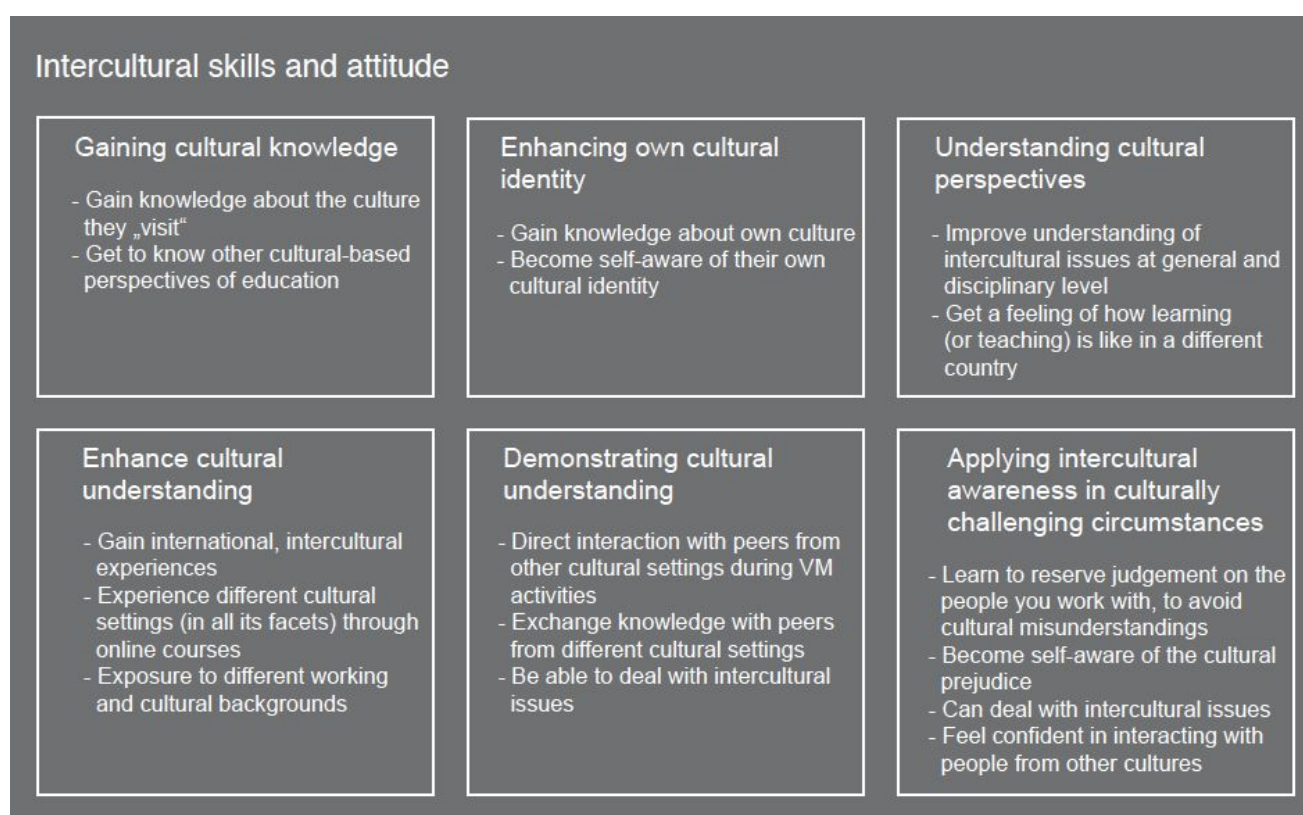 Intercultural skills and attitude
Gaining cultural knowledge
- Gain knowledge about the culture
they „visit“
- Get to know other cultural-based
perspectives of education
Enhancing own cultural
identity
- Gain knowledge about own culture
- Become self-aware of their own
cultural identity
Understanding cultural
perspectives
- Improve understanding of
intercultural issues at general and
disciplinary level
- Get a feeling of how learning
(or teaching) is like in a different
country
Enhance cultural
understanding
- Gain international, intercultural
experiences
- Experience different cultural
settings (in all its facets) through
online courses
- Exposure to different working
and cultural backgrounds
Demonstrating cultural
understanding
- Direct interaction with peers from
other cultural settings during VM
activities
- Exchange knowledge with peers
from different cultural settings
- Be able to deal with intercultural
issues
Applying intercultural
awareness in culturally
challenging circumstances
- Learn to reserve judgement on the
people you work with, to avoid
cultural misunderstandings
- Become self-aware of the cultural
prejudice
- Can deal with intercultural issues
- Feel confident in interacting with
people from other cultures